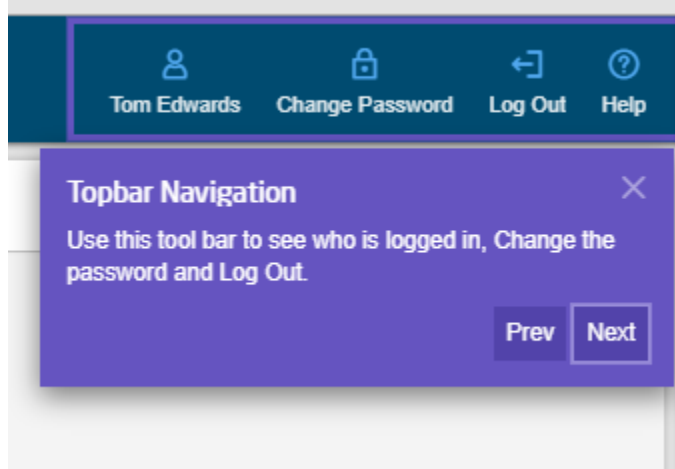 Tom Edwards Change Password Log Out Help
Topbar Navigation
Use this tool bar to see who is logged in, Change the
password and Log Out.
Prev Next